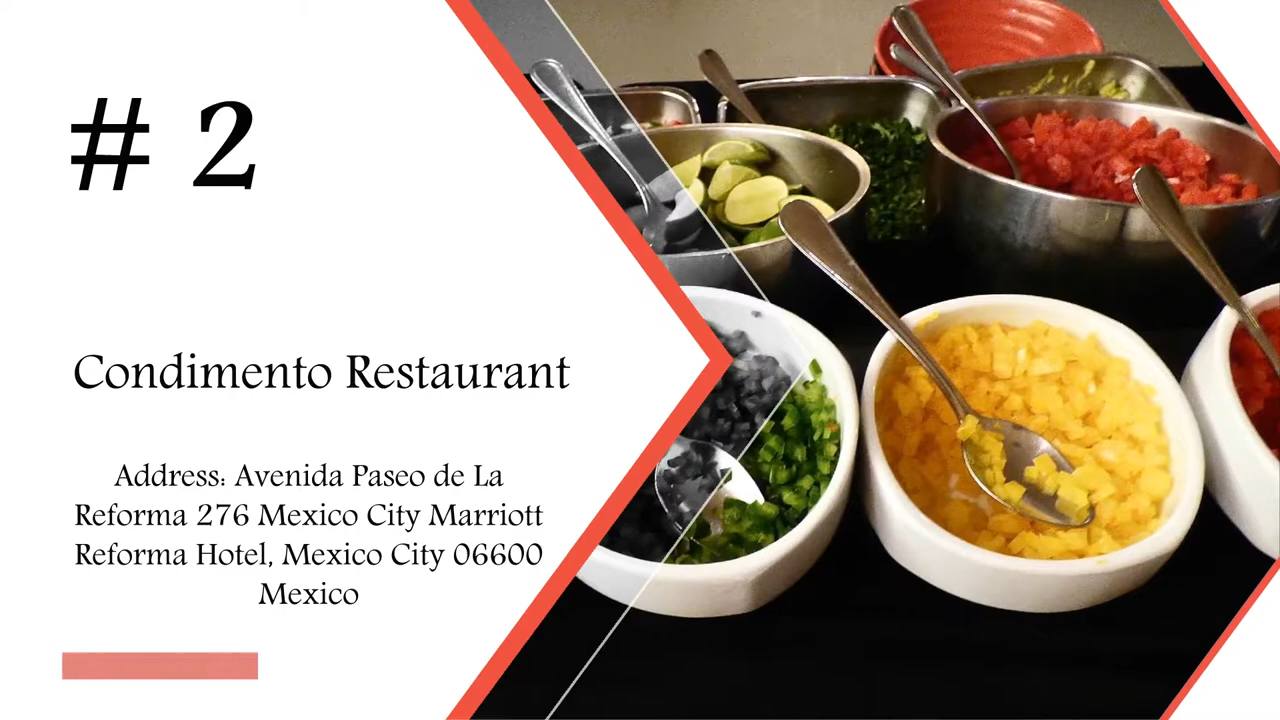 # 2
Condimento Restaurant
Address: Avenida Paseo de La
Reforma 276 Mexico City Marriott
Reforma Hotel, Mexico City 06600
Mexico